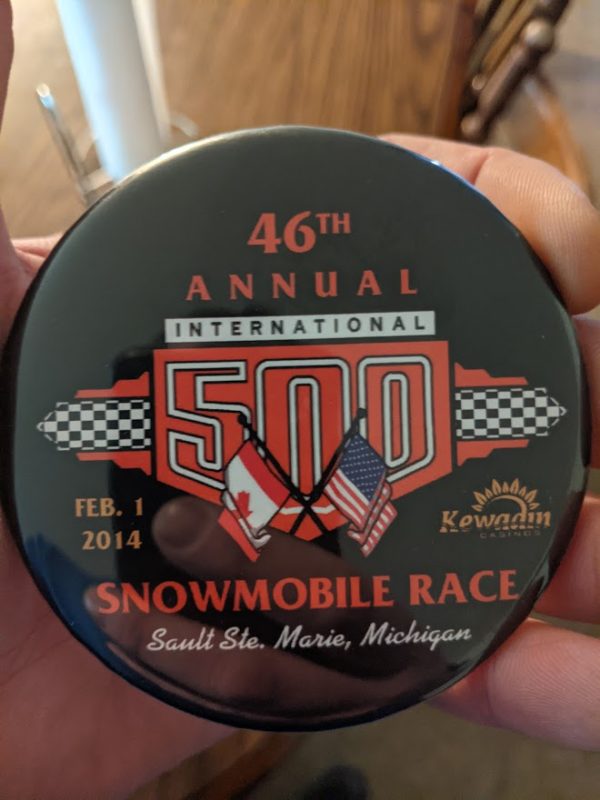 46TH
ANNUAL
INTERNATIONAL
500
FEB. 1
2014
Kewadin
CASINOS
SNOWMOBILE RACE
Sault Ste. Marie, Michigan